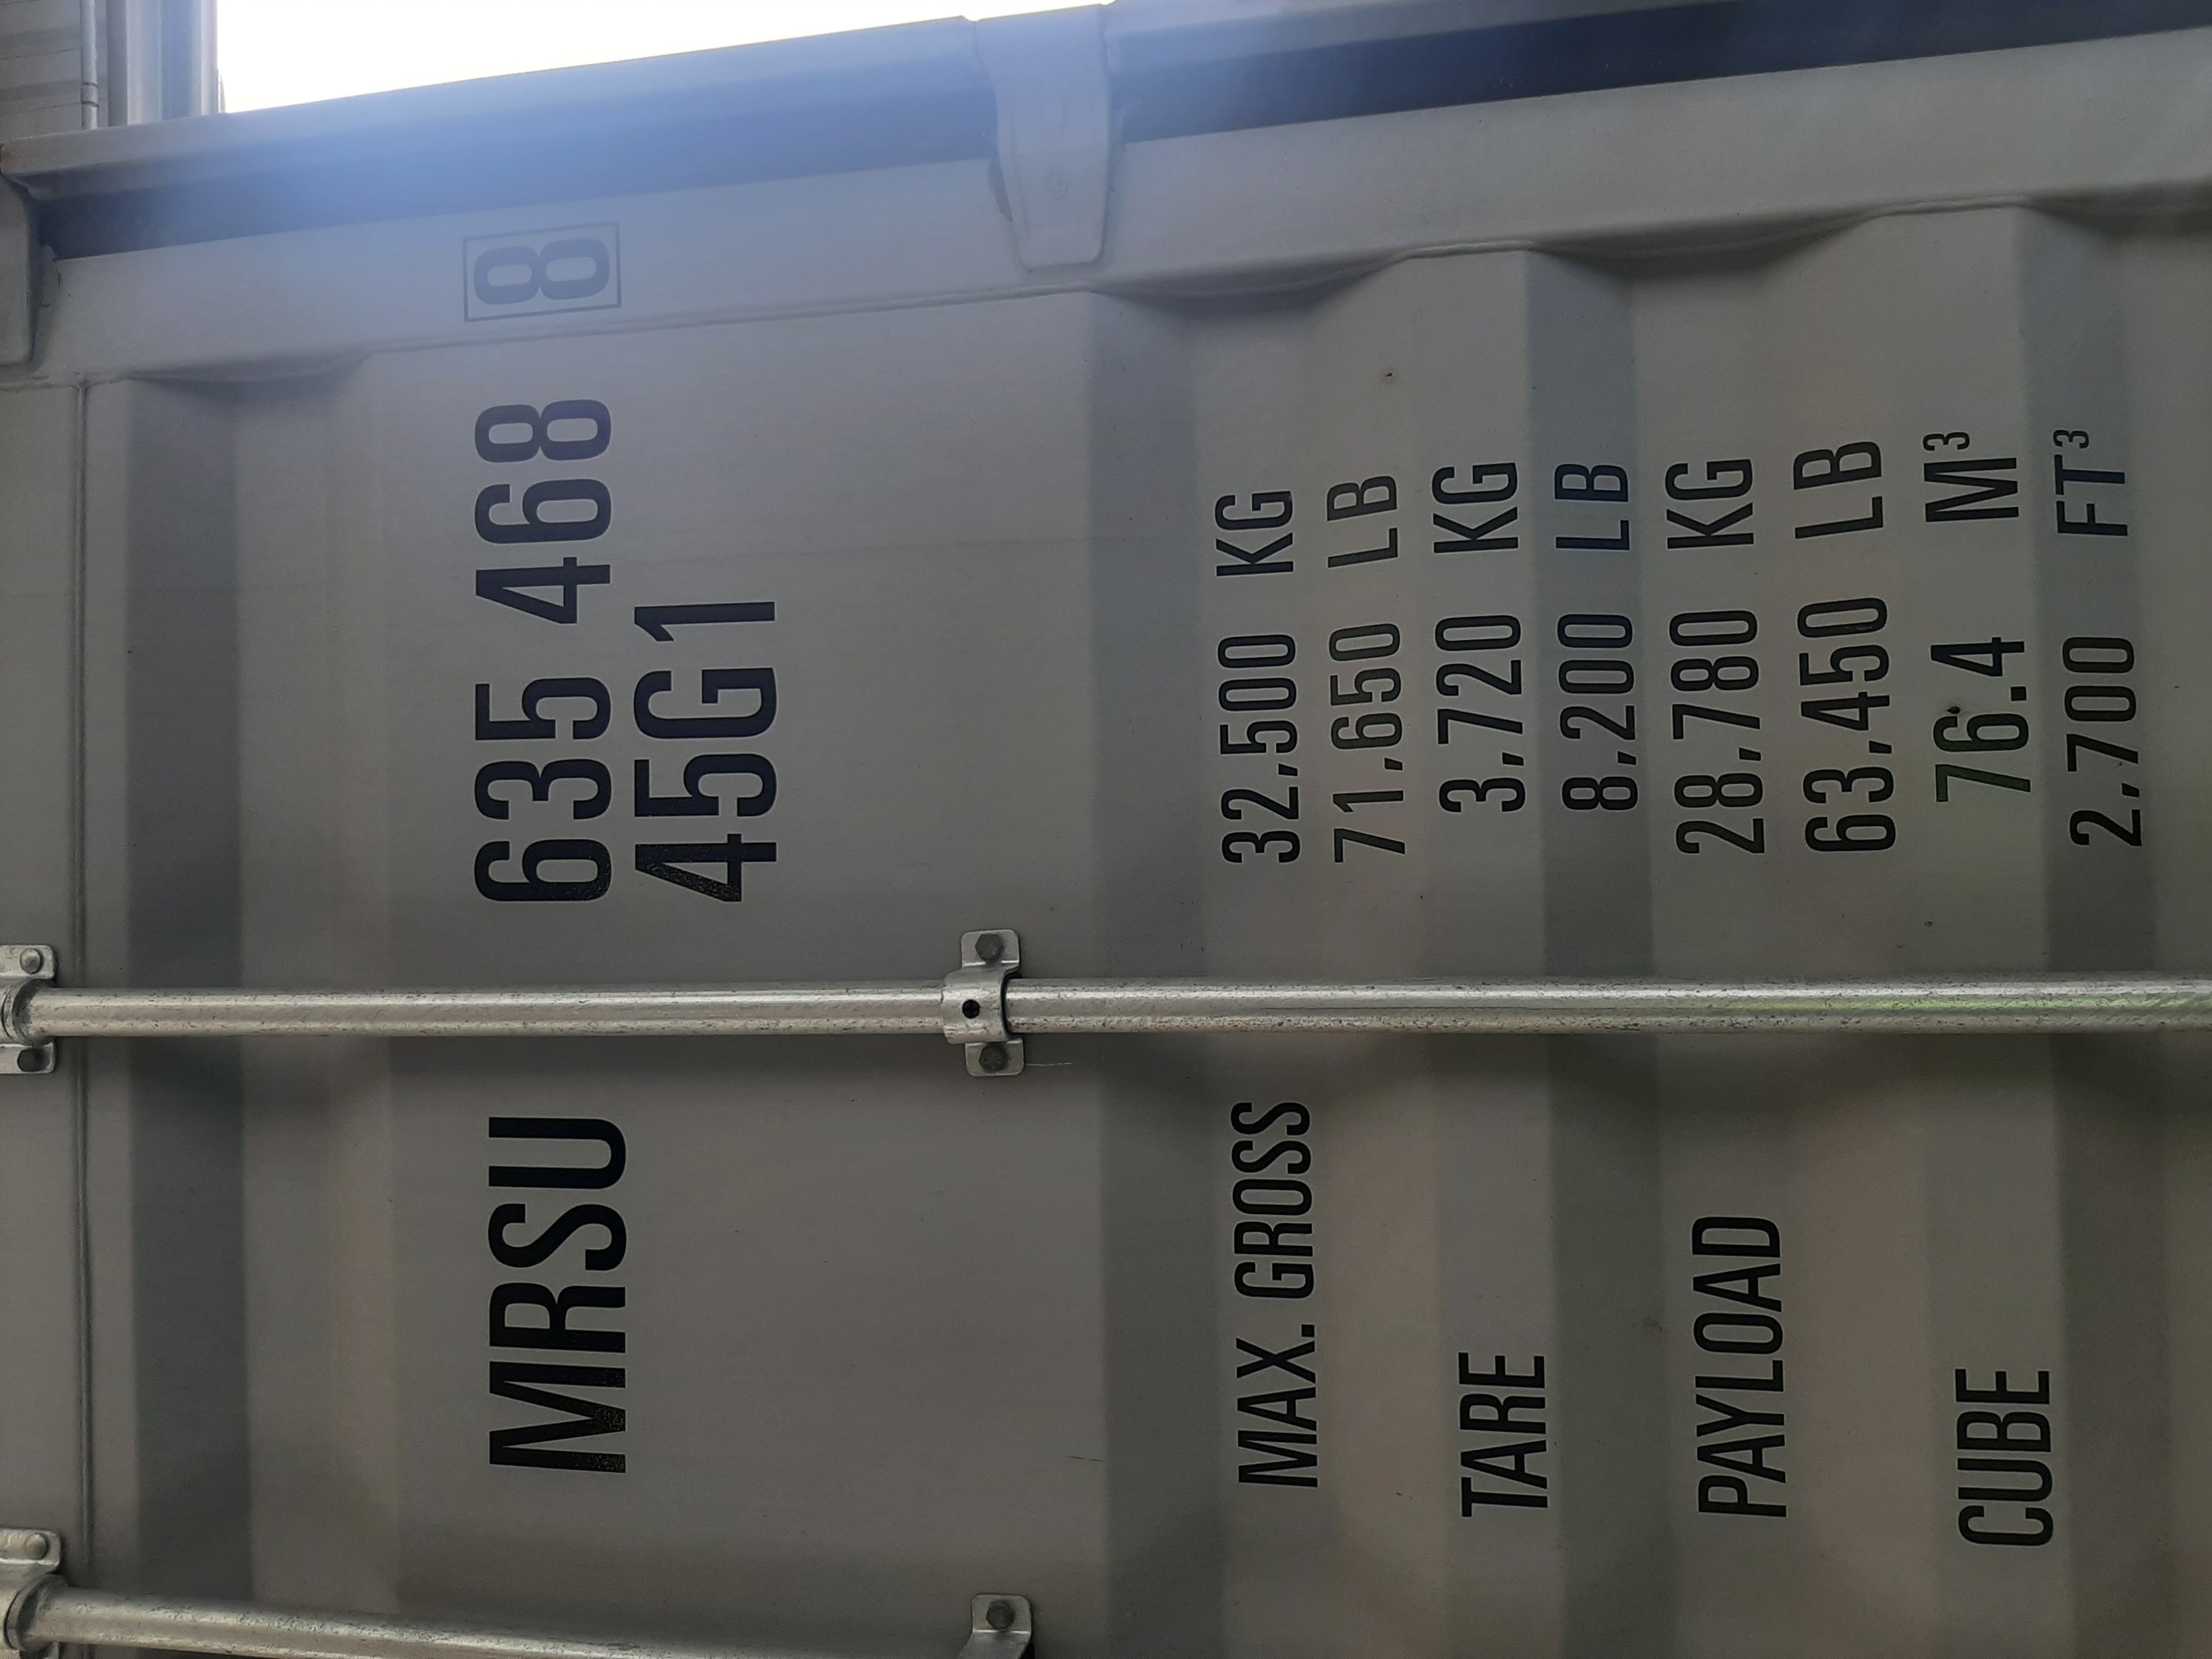 MRSU 635 468 8
45G1
MAX. GROSS 32,500 KG
71,650 LB
TARE 3,720 KG
8,200 LB
PAYLOAD 28,780 KG
63,450 LB
CUBE 76.4 M³
2,700 FT³